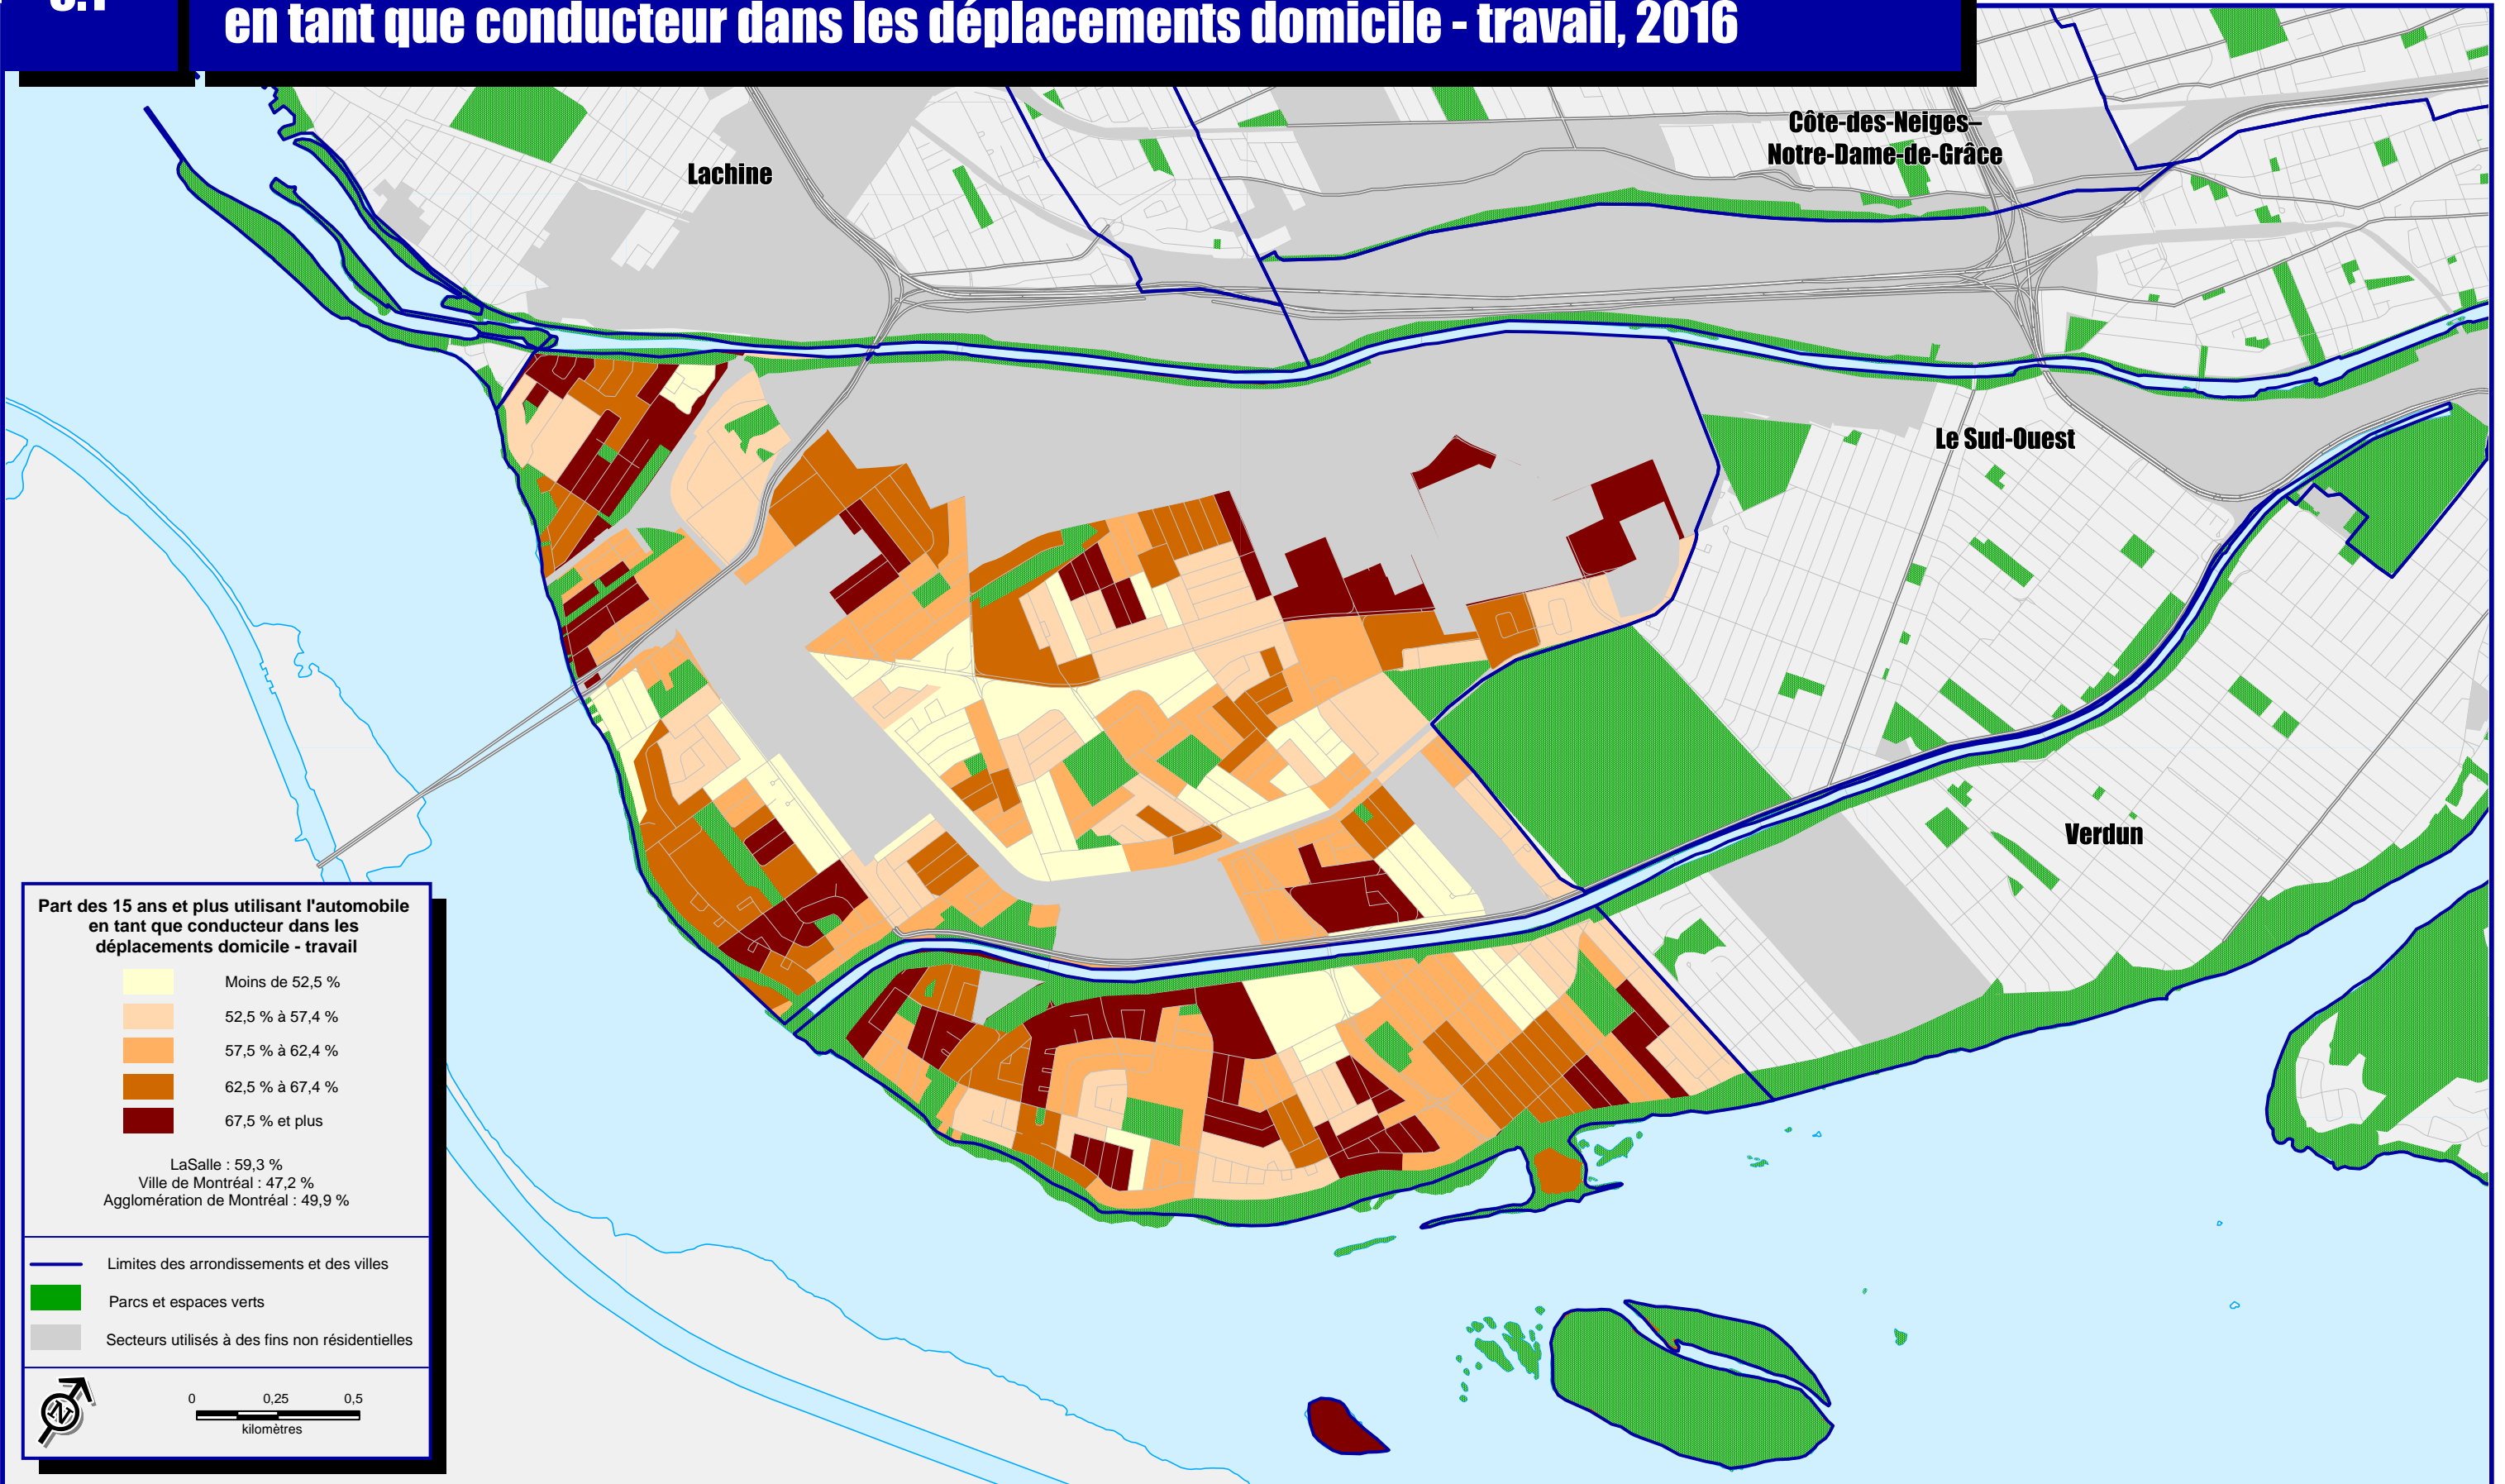 en tant que conducteur dans les déplacements domicile - travail, 2016
Côte-des-Neiges–
Notre-Dame-de-Grâce
Lachine
Le Sud-Ouest
Verdun
Part des 15 ans et plus utilisant l'automobile
en tant que conducteur dans les
déplacements domicile - travail
Moins de 52,5 %
52,5 % à 57,4 %
57,5 % à 62,4 %
62,5 % à 67,4 %
67,5 % et plus
LaSalle : 59,3 %
Ville de Montréal : 47,2 %
Agglomération de Montréal : 49,9 %
Limites des arrondissements et des villes
Parcs et espaces verts
Secteurs utilisés à des fins non résidentielles
N
0 0,25 0,5
kilomètres